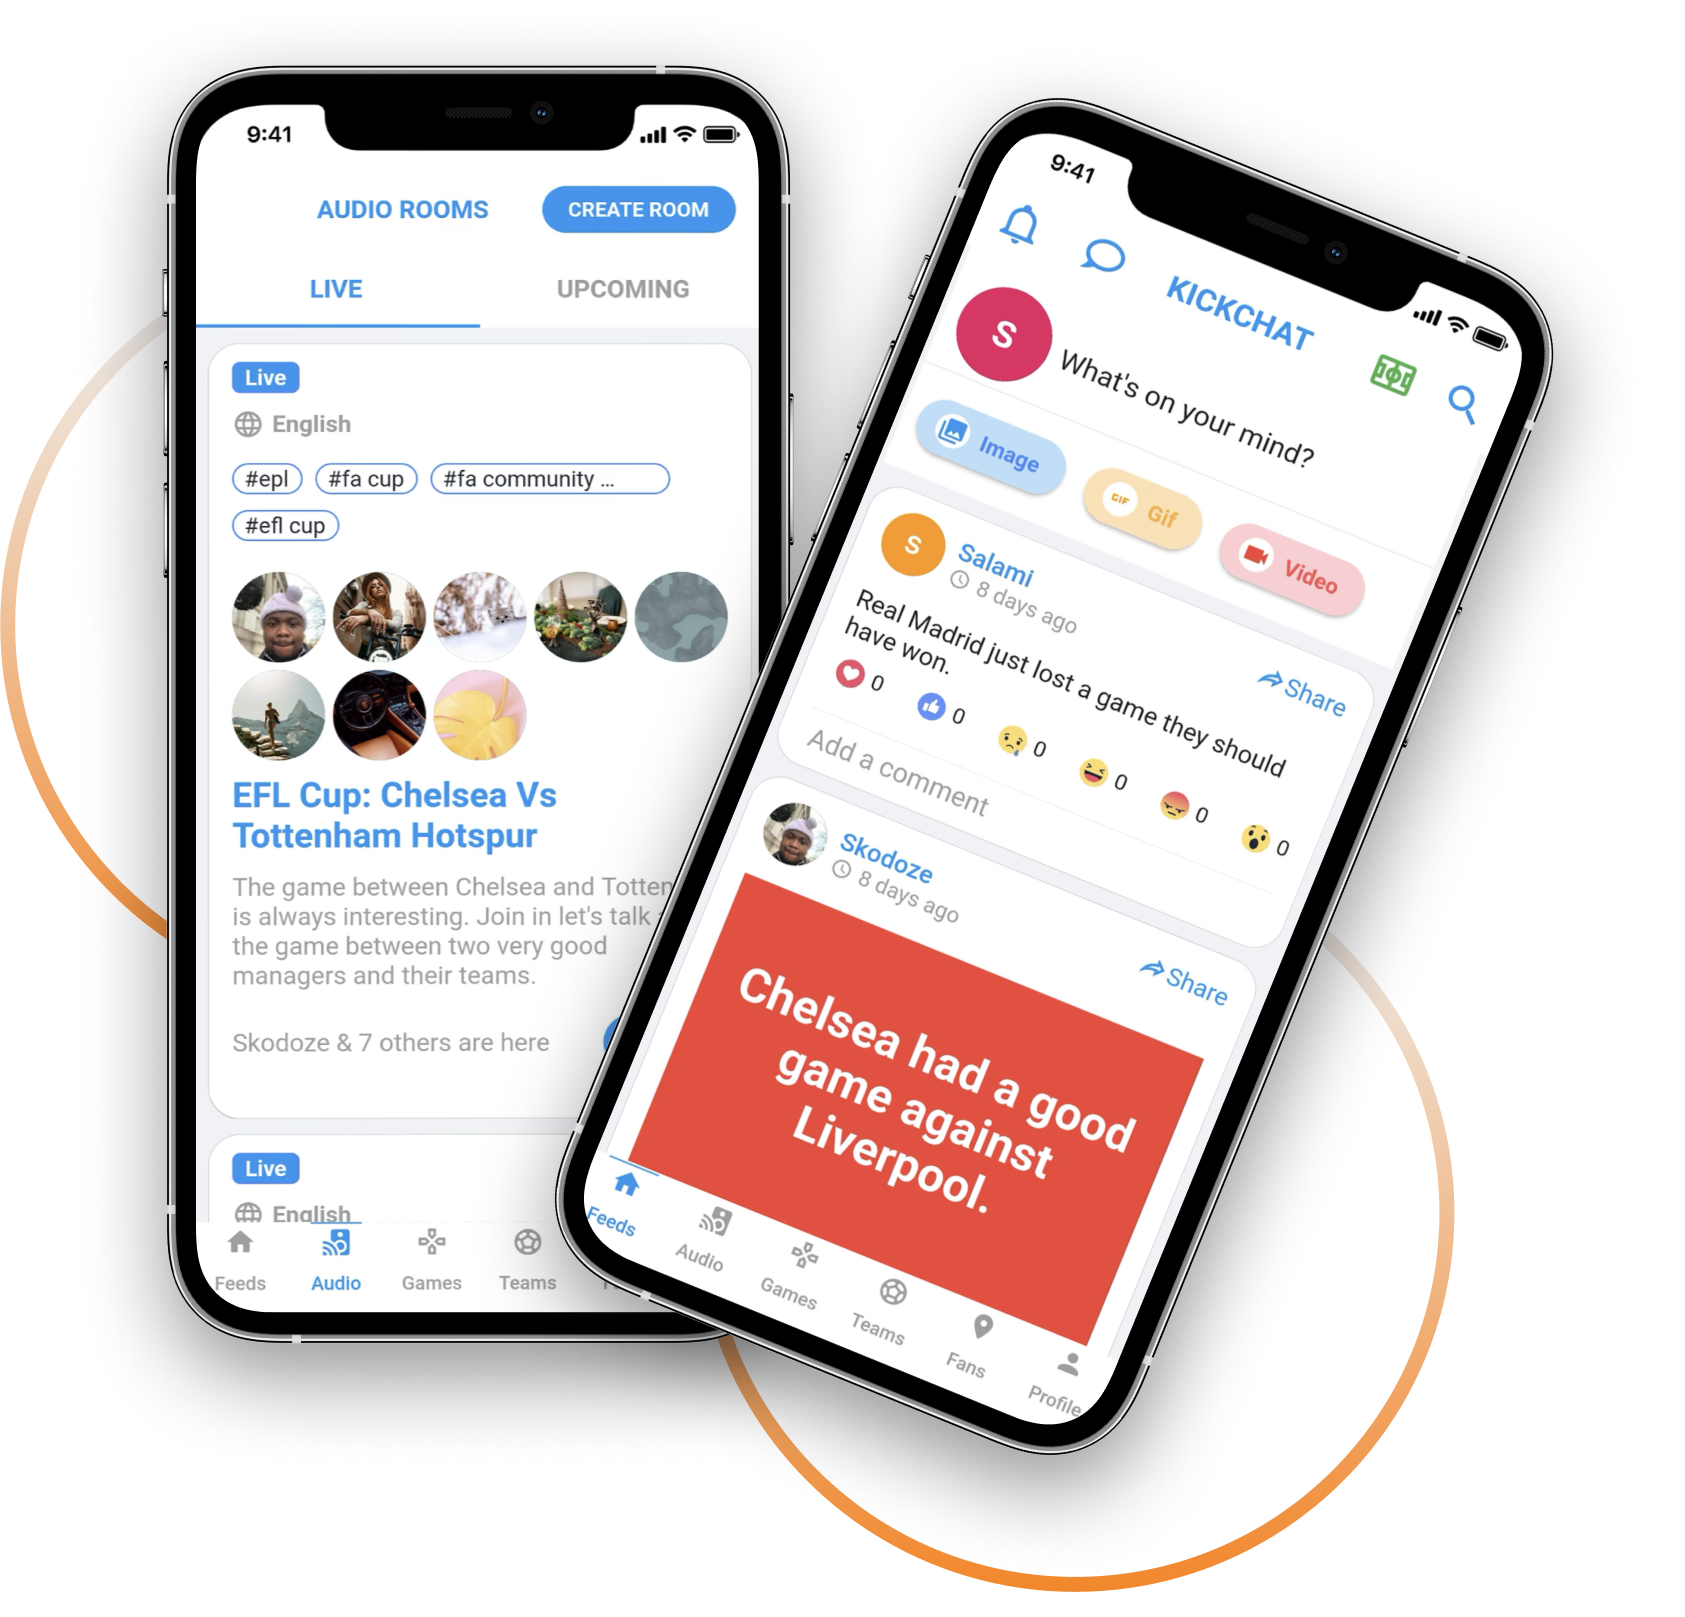 9:41
AUDIO ROOMS
CREATE ROOM
LIVE
UPCOMING
Live
English
#epl
#fa cup
#fa community ...
#efl cup
EFL Cup: Chelsea Vs
Tottenham Hotspur
The game between Chelsea and Totten
is always interesting. Join in let's talk
the game between two very good
managers and their teams.
Skodoze & 7 others are here
Live
English
Feeds
Audio
Games
Teams
9:41
KICKCHAT
S
What's on your mind?
Image
GIF
Gif
Video
S
Salami
8 days ago
Share
Real Madrid just lost a game they should
have won.
0
0
0
0
0
0
Add a comment
Skodoze
8 days ago
Share
Chelsea had a good
game against
Liverpool.
Feeds
Audio
Games
Teams
Fans
Profile